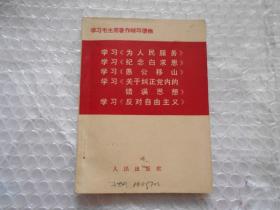 学习毛主席著作辅导讲稿
学习《为人民服务》
学习《纪念白求恩》
学习《愚公移山》
学习《关于纠正党内的
错误思想》
学习《反对自由主义》
人民出版社